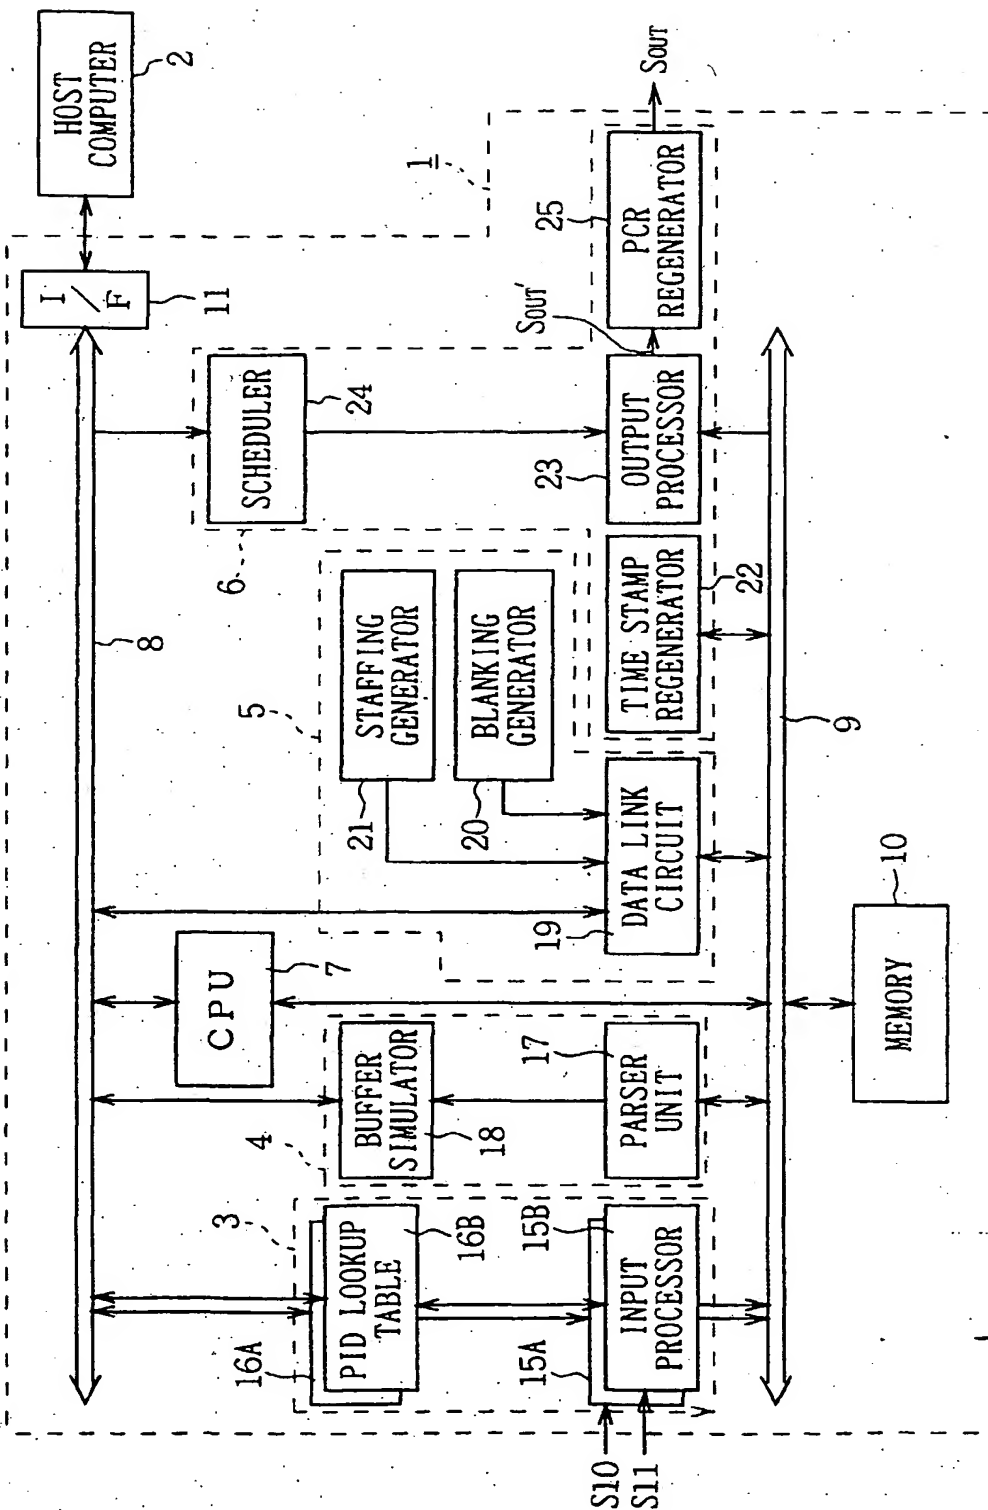 HOST
COMPUTER
2
I/F
11
1
8
SCHEDULER
24
6
25
PCR
REGENERATOR
SOUT
SOUT'
23
OUTPUT
PROCESSOR
5
STAFFING
GENERATOR
21
BLANKING
GENERATOR
20
TIME STAMP
REGENERATOR
22
9
CPU
7
19
DATA LINK
CIRCUIT
10
MEMORY
4
BUFFER
SIMULATOR
18
17
PARSER
UNIT
3
16A
PID LOOKUP
TABLE
16B
15A
15B
INPUT
PROCESSOR
S10
S11